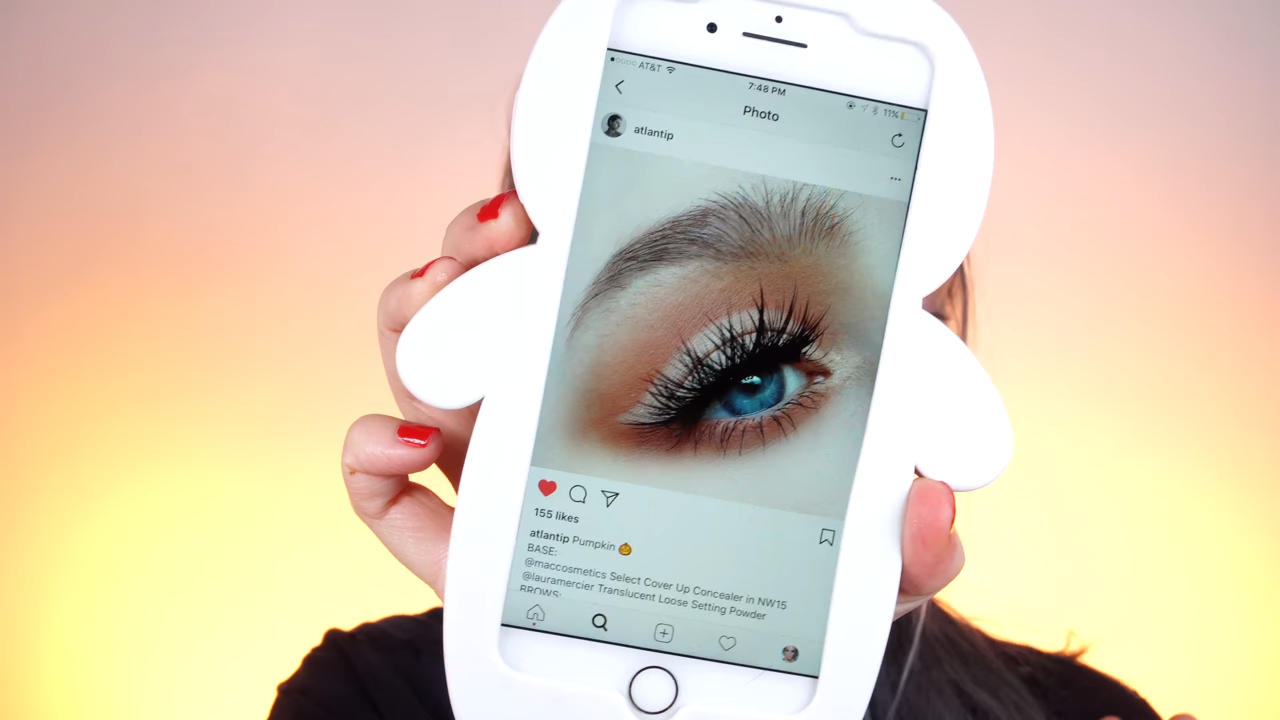 AT&T
7:48 PM
11%
Photo
atlantip
155 likes
atlantip Pumpkin 🎃
BASE:
@maccosmetics Select Cover Up Concealer in NW15
@lauramercier Translucent Loose Setting Powder
BROWS: